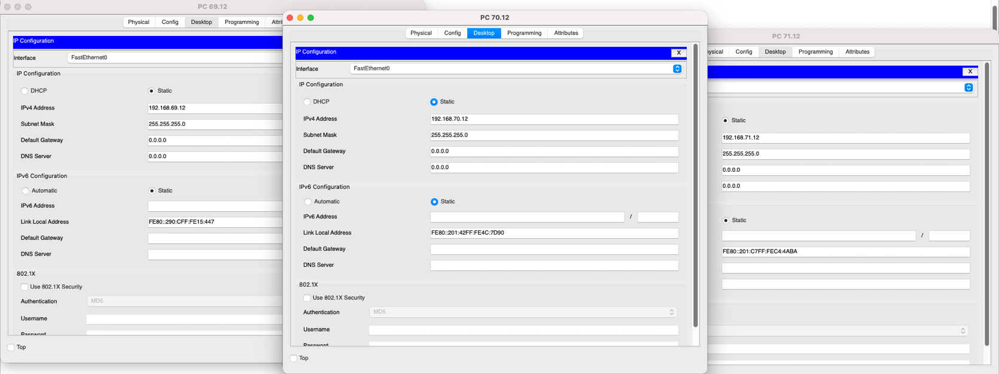 PC 69.12
Physical Config Desktop Programming
IP Configuration
Interface FastEthernet0
IP Configuration
DHCP Static
IPv4 Address 192.168.69.12
Subnet Mask 255.255.255.0
Default Gateway 0.0.0.0
DNS Server 0.0.0.0
IPv6 Configuration
Automatic Static
IPv6 Address
Link Local Address FE80::290:CFF:FE15:447
Default Gateway
DNS Server
802.1X
Use 802.1X Security
Authentication MD5
Username
Password
Top
PC 70.12
Physical Config Desktop Programming Attributes
IP Configuration X
Interface FastEthernet0
IP Configuration
DHCP Static
IPv4 Address 192.168.70.12
Subnet Mask 255.255.255.0
Default Gateway 0.0.0.0
DNS Server 0.0.0.0
IPv6 Configuration
Automatic Static
IPv6 Address /
Link Local Address FE80::201:42FF:FE4C:7D90
Default Gateway
DNS Server
802.1X
Use 802.1X Security
Authentication MD5
Username
Password
Top
PC 71.12
ysical Config Desktop Programming Attributes
X
Static
192.168.71.12
255.255.255.0
0.0.0.0
0.0.0.0
Static
/
FE80::201:C7FF:FEC4:4ABA